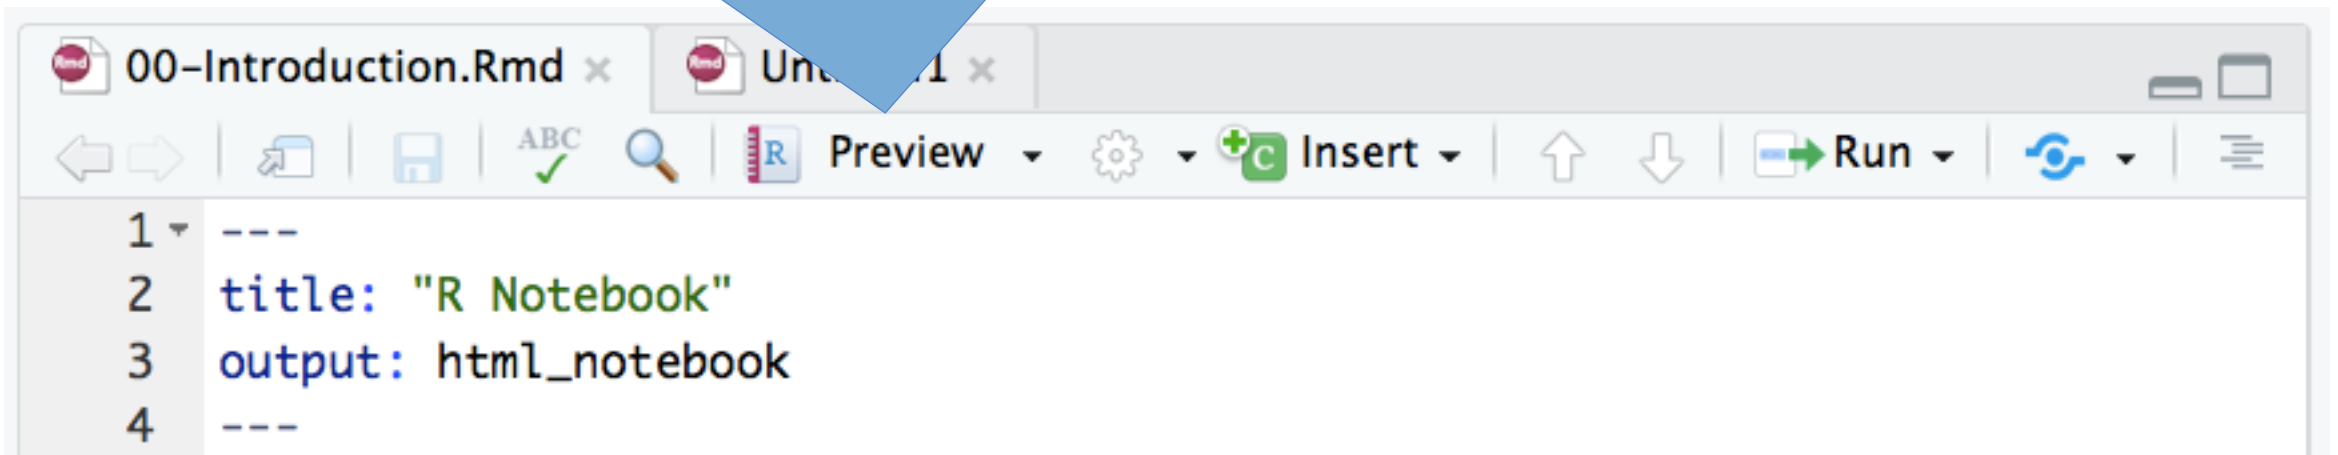 00-Introduction.Rmd
ABC Preview Insert Run
1 ---
2 title: "R Notebook"
3 output: html_notebook
4 ---